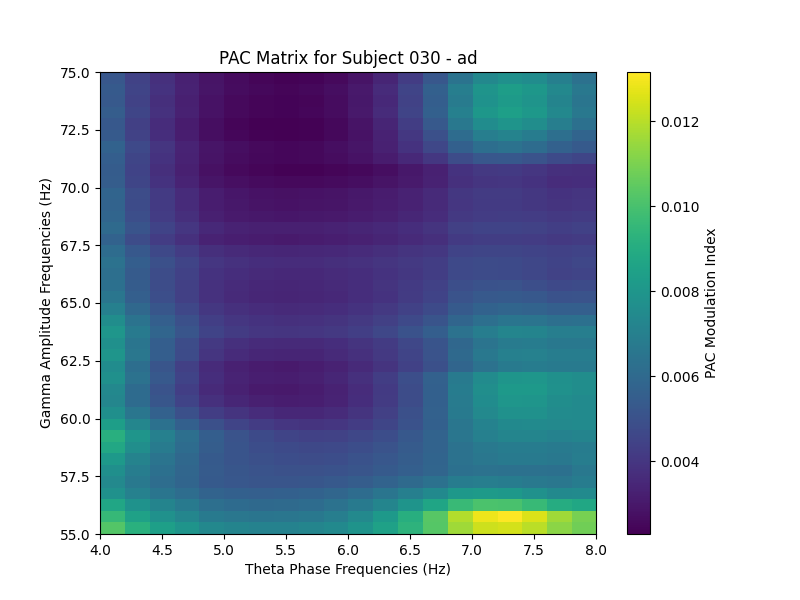 PAC Matrix for Subject 030 - ad
75.0
72.5
70.0
67.5
65.0
62.5
60.0
57.5
55.0
Gamma Amplitude Frequencies (Hz)
4.0 4.5 5.0 5.5 6.0 6.5 7.0 7.5 8.0
Theta Phase Frequencies (Hz)
0.012
0.010
0.008
0.006
0.004
PAC Modulation Index